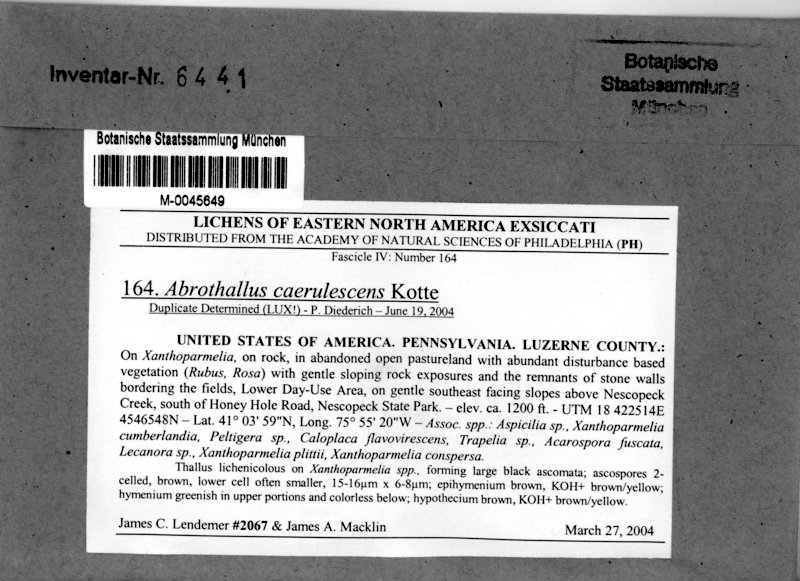 Inventar-Nr. 6441
Botanische
Staatssammlung
München
Botanische Staatssammlung München
M-0045649
LICHENS OF EASTERN NORTH AMERICA EXSICCATI
DISTRIBUTED FROM THE ACADEMY OF NATURAL SCIENCES OF PHILADELPHIA (PH)
Fascicle IV: Number 164
164. Abrothallus caerulescens Kotte
Duplicate Determined (LUX!) - P. Diederich – June 19, 2004
UNITED STATES OF AMERICA. PENNSYLVANIA. LUZERNE COUNTY.:
On Xanthoparmelia, on rock, in abandoned open pastureland with abundant disturbance based
vegetation (Rubus, Rosa) with gentle sloping rock exposures and the remnants of stone walls
bordering the fields, Lower Day-Use Area, on gentle southeast facing slopes above Nescopeck
Creek, south of Honey Hole Road, Nescopeck State Park. – elev. ca. 1200 ft. - UTM 18 422514E
4546548N – Lat. 41° 03' 59"N, Long. 75° 55' 20"W – Assoc. spp.: Aspicilia sp., Xanthoparmelia
cumberlandia, Peltigera sp., Caloplaca flavovirescens, Trapelia sp., Acarospora fuscata,
Lecanora sp., Xanthoparmelia plittii, Xanthoparmelia conspersa.
Thallus lichenicolous on Xanthoparmelia spp., forming large black ascomata; ascospores 2-
celled, brown, lower cell often smaller, 15-16µm x 6-8µm; epihymenium brown, KOH+ brown/yellow;
hymenium greenish in upper portions and colorless below; hypothecium brown, KOH+ brown/yellow.
James C. Lendemer #2067 & James A. Macklin
March 27, 2004